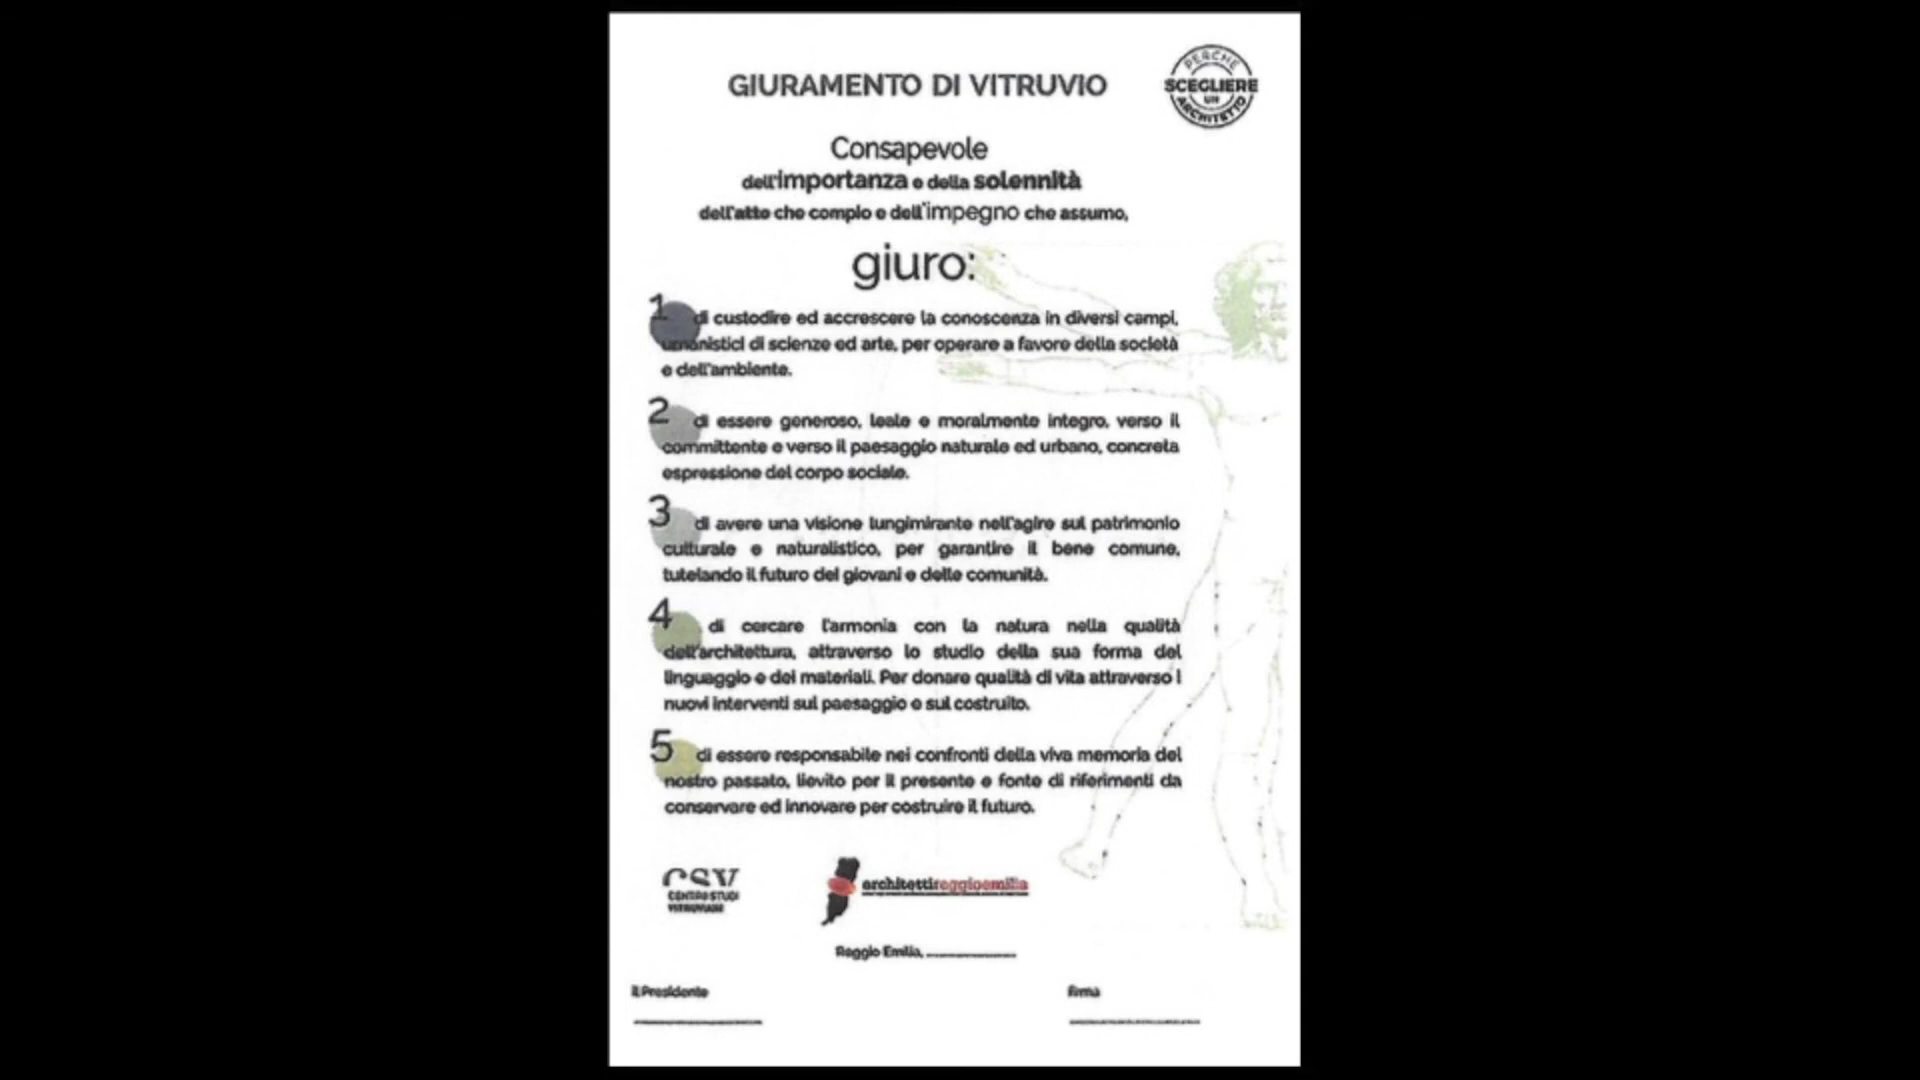 GIURAMENTO DI VITRUVIO
PERCHÉ
SCEGLIERE
UN
ARCHITETTO
Consapevole
dell'importanza e della solennità
dell'atto che compio e dell'impegno che assumo,
giuro:
1 di custodire ed accrescere la conoscenza in diversi campi,
umanistici di scienze ed arte, per operare a favore della società
e dell'ambiente.
2 di essere generoso, leale e moralmente integro, verso il
committente e verso il paesaggio naturale ed urbano, concreta
espressione del corpo sociale.
3 di avere una visione lungimirante nell'agire sul patrimonio
culturale e naturalistico, per garantire il bene comune,
tutelando il futuro dei giovani e delle comunità.
4 di cercare l'armonia con la natura nella qualità
dell'architettura, attraverso lo studio della sua forma del
linguaggio e dei materiali. Per donare qualità di vita attraverso i
nuovi interventi sul paesaggio e sul costruito.
5 di essere responsabile nei confronti della viva memoria del
nostro passato, lievito per il presente e fonte di riferimenti da
conservare ed innovare per costruire il futuro.
CSV
CENTRO STUDI
VITRUVIANI
architettireggioemilia
Reggio Emilia,
il Presidente
firma